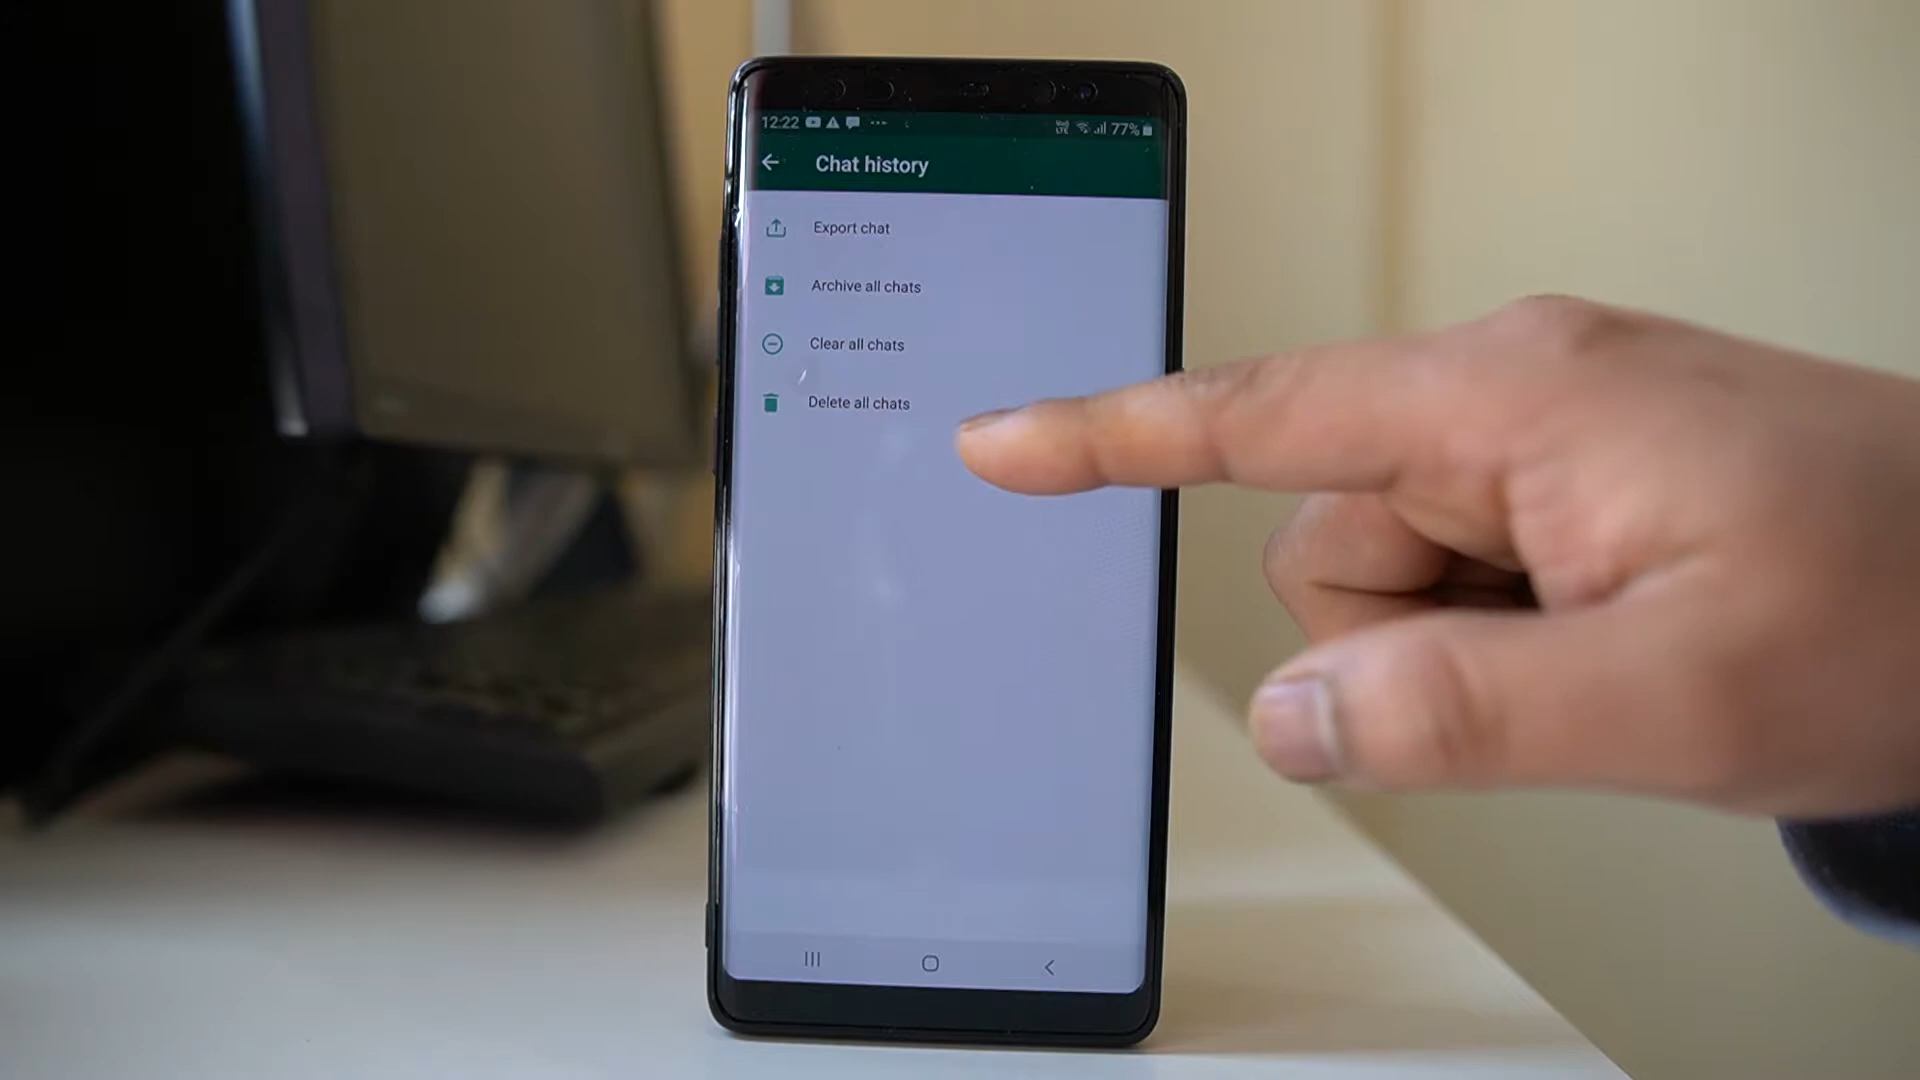 12:22 77%
Chat history
Export chat
Archive all chats
Clear all chats
Delete all chats